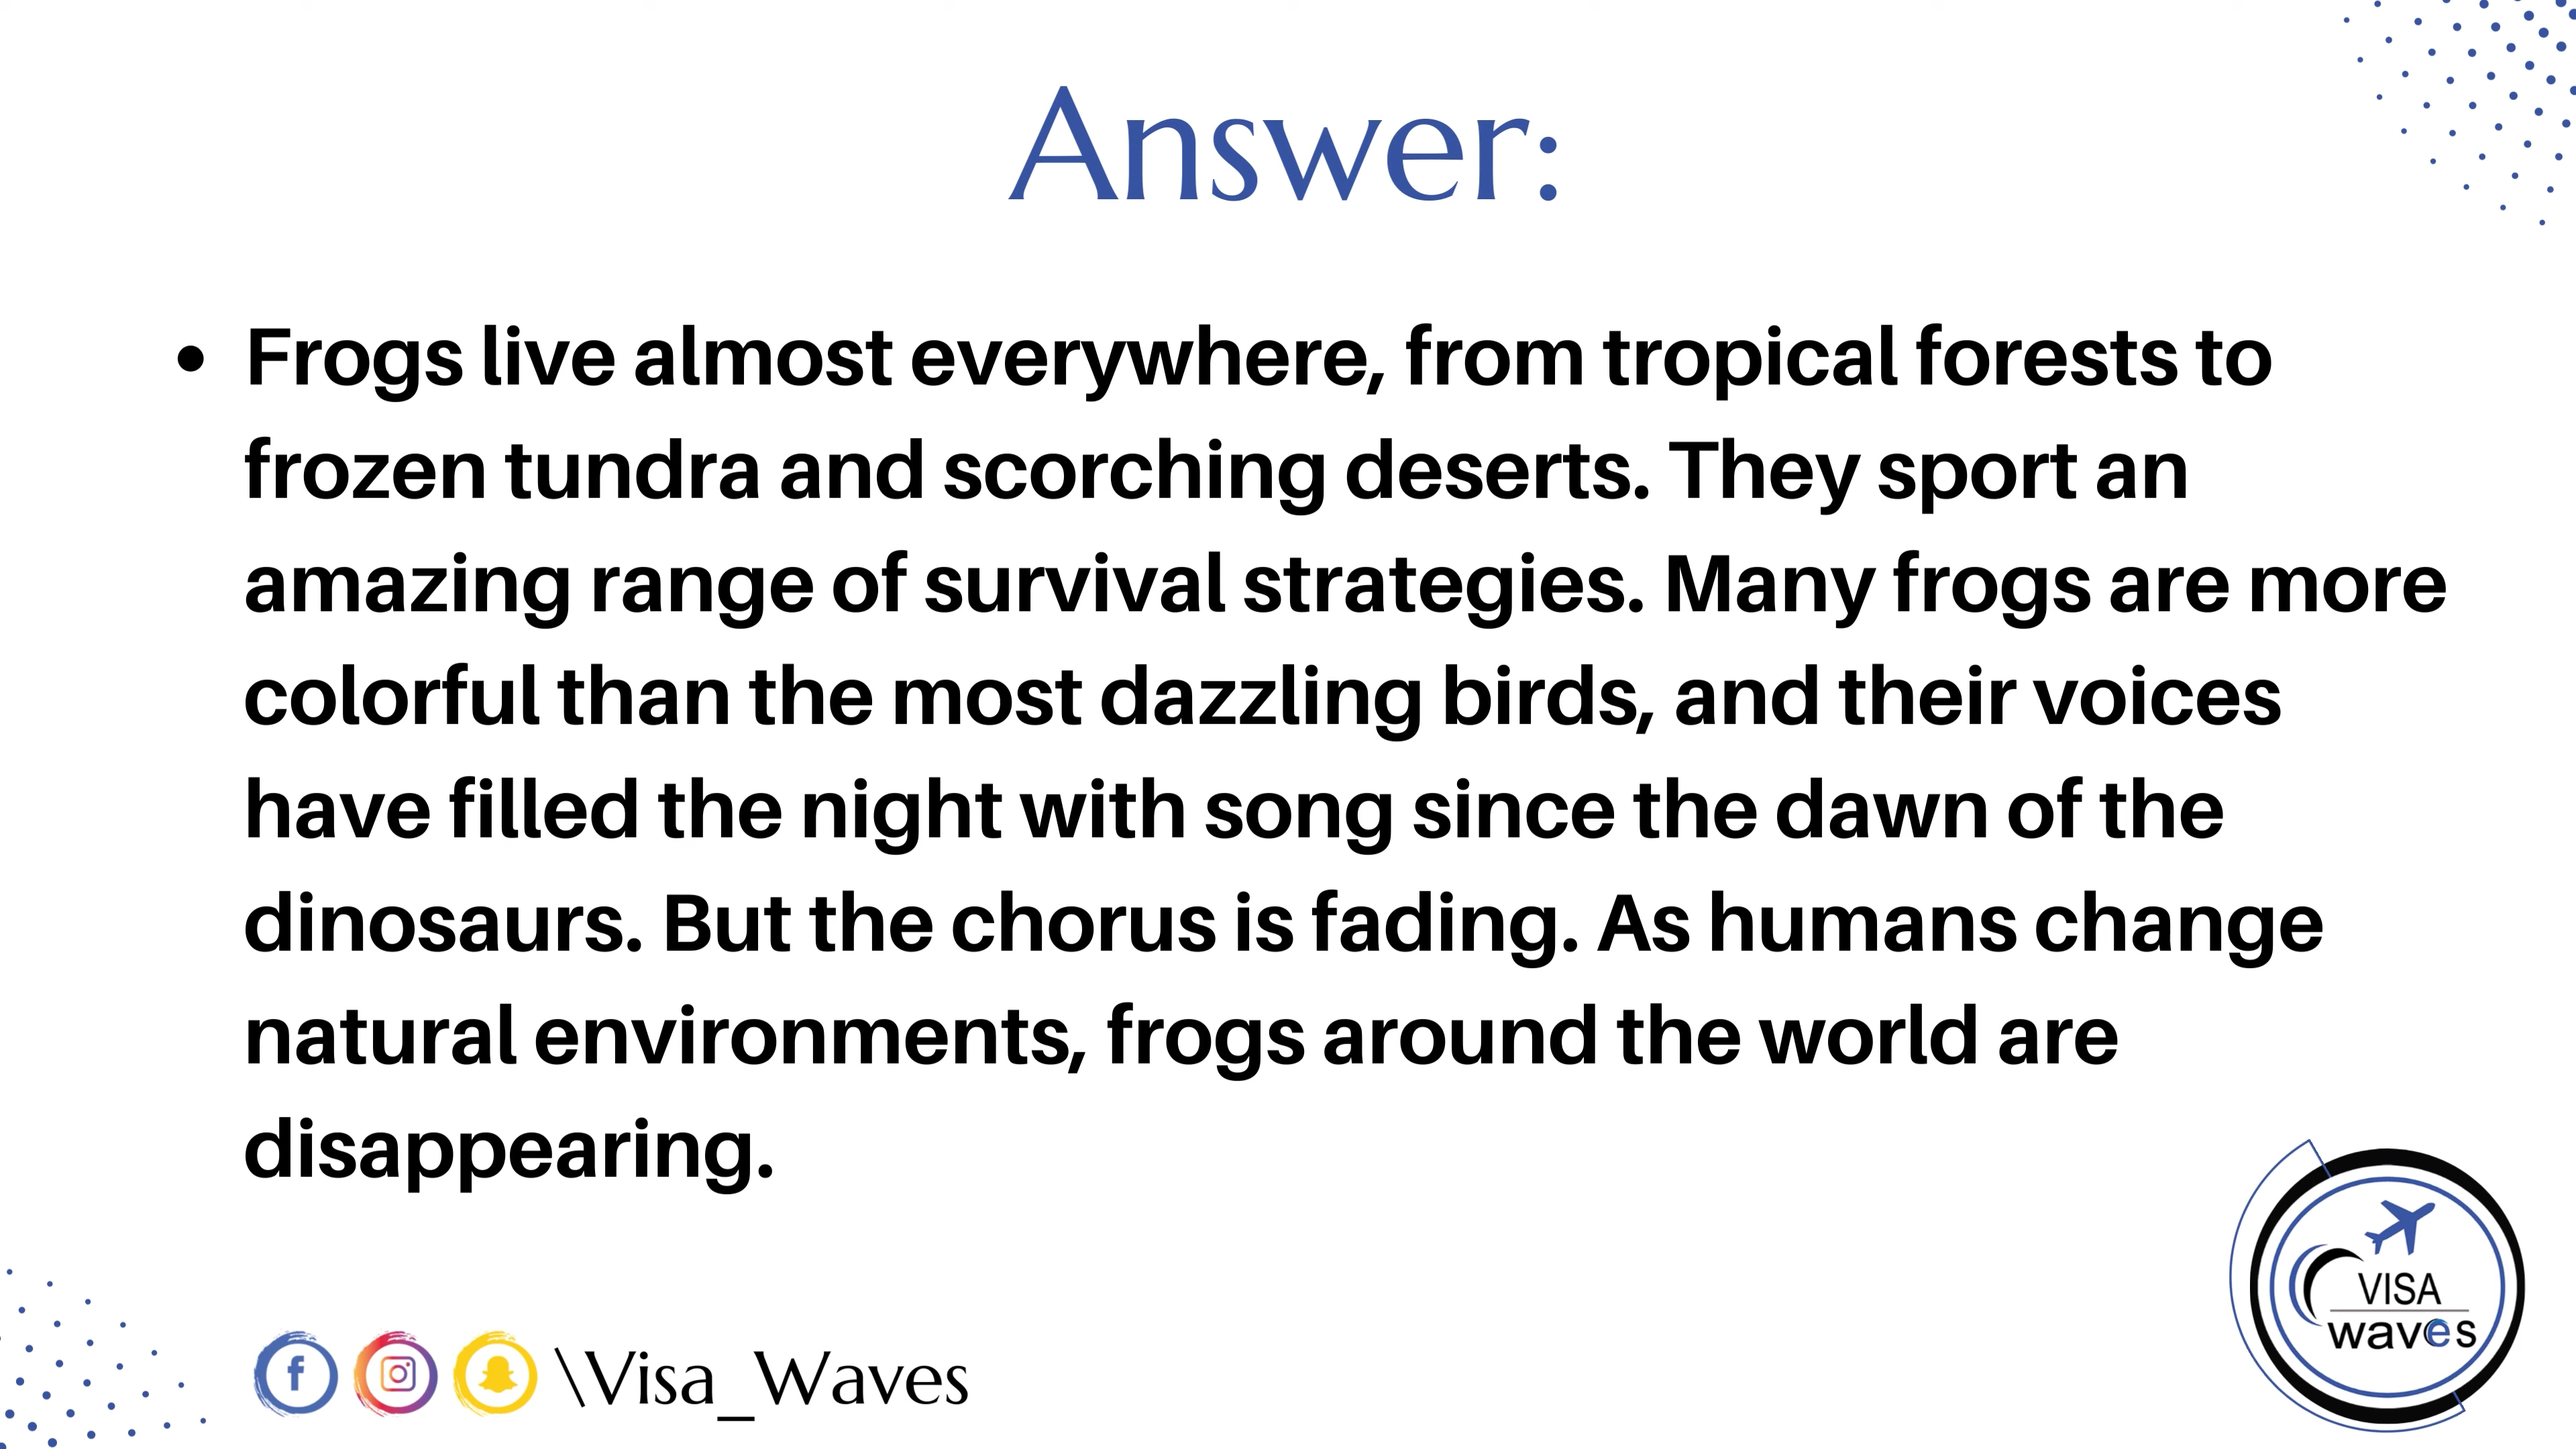 Answer:
• Frogs live almost everywhere, from tropical forests to
frozen tundra and scorching deserts. They sport an
amazing range of survival strategies. Many frogs are more
colorful than the most dazzling birds, and their voices
have filled the night with song since the dawn of the
dinosaurs. But the chorus is fading. As humans change
natural environments, frogs around the world are
disappearing.
\Visa_Waves
VISA
waves